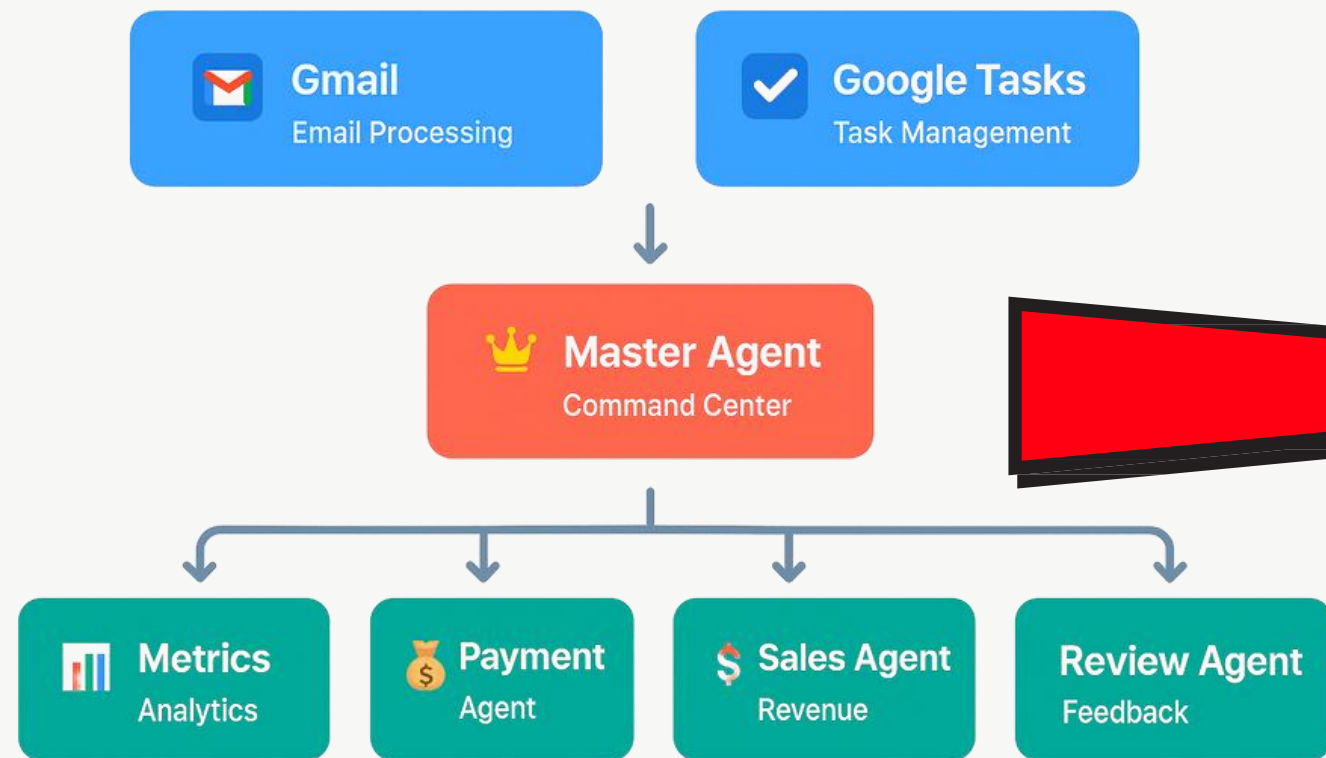 Gmail
Email Processing
Google Tasks
Task Management
Master Agent
Command Center
Metrics
Analytics
Payment
Agent
$
$
Sales Agent
Revenue
Review Agent
Feedback